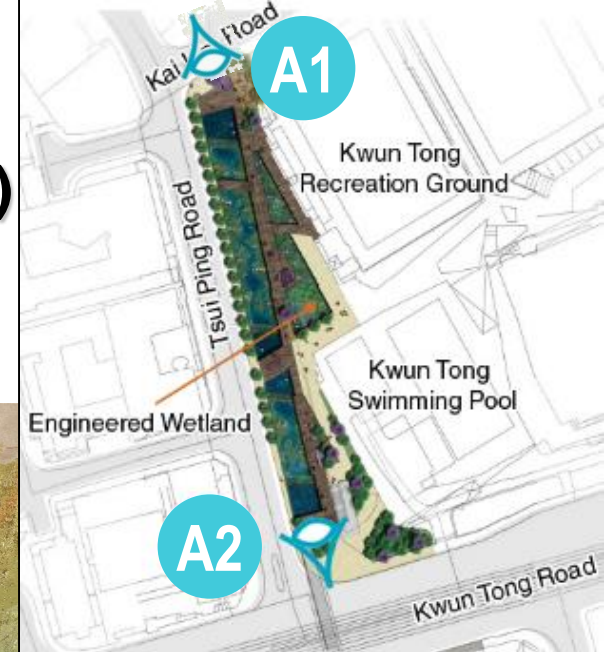 Kai Lim Road
A1
)
Kwun Tong
Recreation Ground
Tsui Ping Road
Kwun Tong
Swimming Pool
Engineered Wetland
A2
Kwun Tong Road